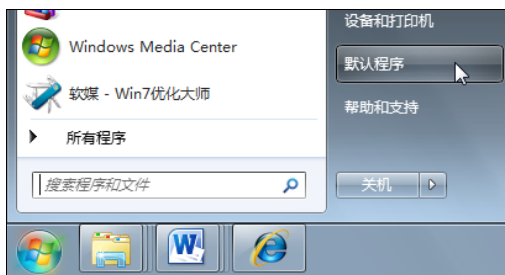 Windows Media Center
软媒 - Win7优化大师
所有程序
搜索程序和文件
设备和打印机
默认程序
帮助和支持
关机
W